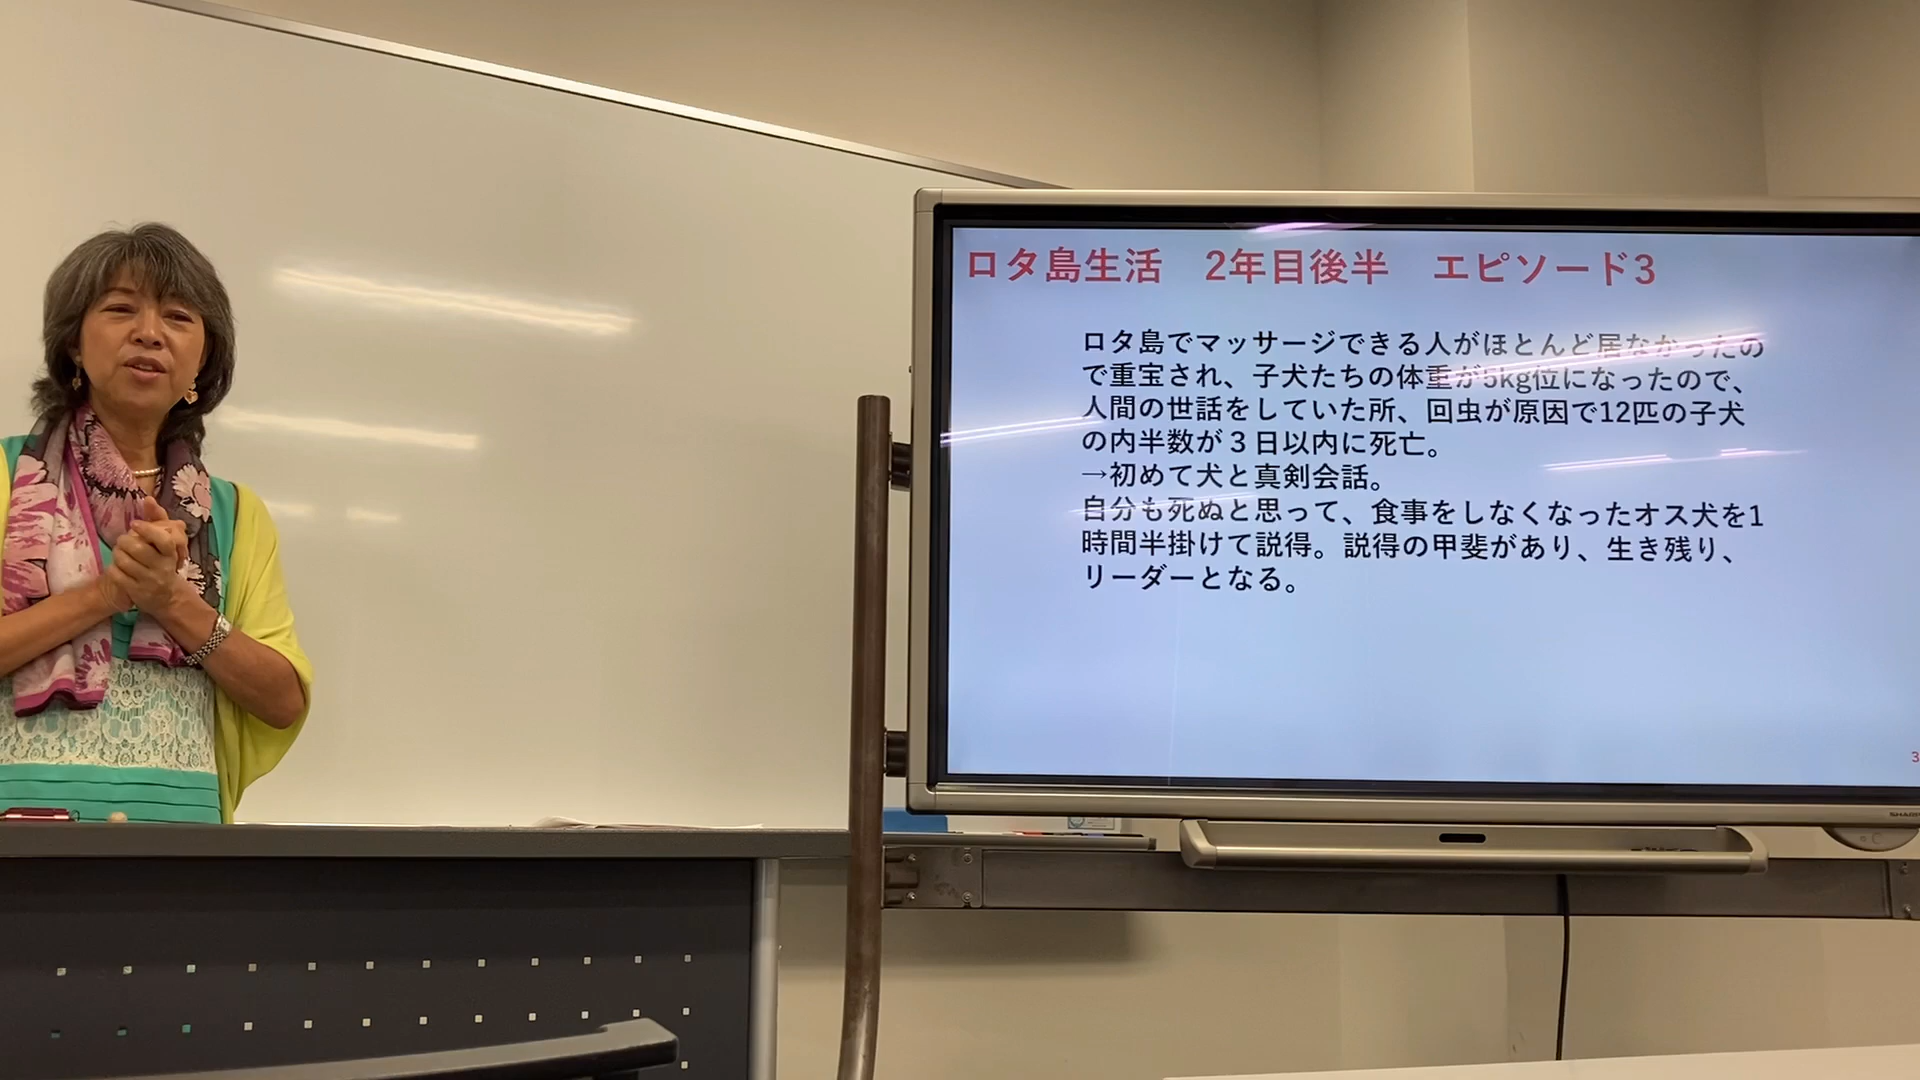 ロタ島生活　2年目後半　エピソード3
ロタ島でマッサージできる人がほとんど居なかったの
で重宝され、子犬たちの体重が5kg位になったので、
人間の世話をしていた所、回虫が原因で12匹の子犬
の内半数が３日以内に死亡。
→初めて犬と真剣会話。
自分も死ぬと思って、食事をしなくなったオス犬を1
時間半掛けて説得。説得の甲斐があり、生き残り、
リーダーとなる。
3
SHARP